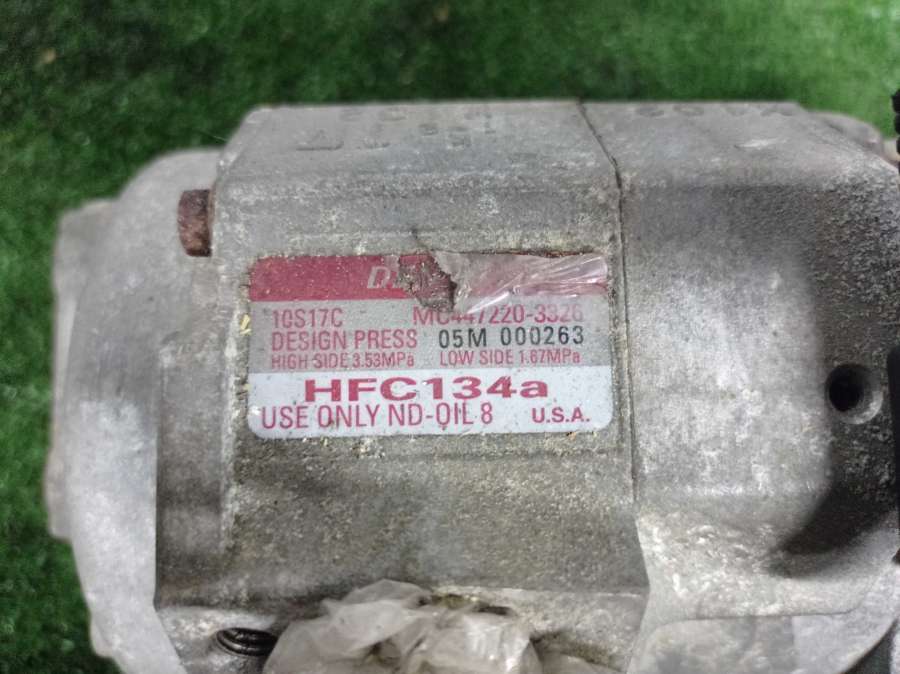 10S17C MC447220-3326
DESIGN PRESS 05M 000263
HIGH SIDE 3.53MPa LOW SIDE 1.67MPa
HFC134a
USE ONLY ND-OIL 8 U.S.A.